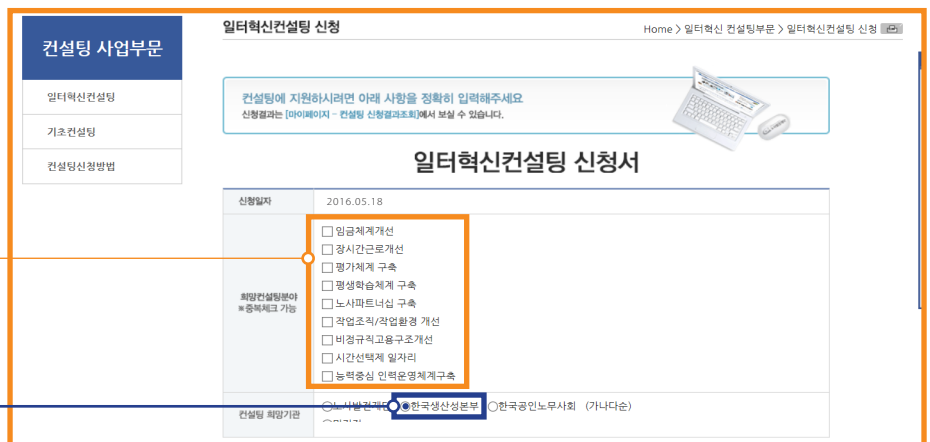 컨설팅 사업부문
일터혁신컨설팅
기초컨설팅
컨설팅신청방법
일터혁신컨설팅 신청
Home > 일터혁신 컨설팅부문 > 일터혁신컨설팅 신청
컨설팅에 지원하시려면 아래 사항을 정확히 입력해주세요
신청결과는 [마이페이지 - 컨설팅 신청결과조회]에서 보실 수 있습니다.
일터혁신컨설팅 신청서
신청일자 2016.05.18
희망컨설팅분야
※중복체크 가능
임금체계개선
장시간근로개선
평가체계 구축
평생학습체계 구축
노사파트너십 구축
작업조직/작업환경 개선
비정규직고용구조개선
시간선택제 일자리
능력중심 인력운영체계구축
컨설팅 희망기관 노사발전재단 한국생산성본부 한국공인노무사회 (가나다순)